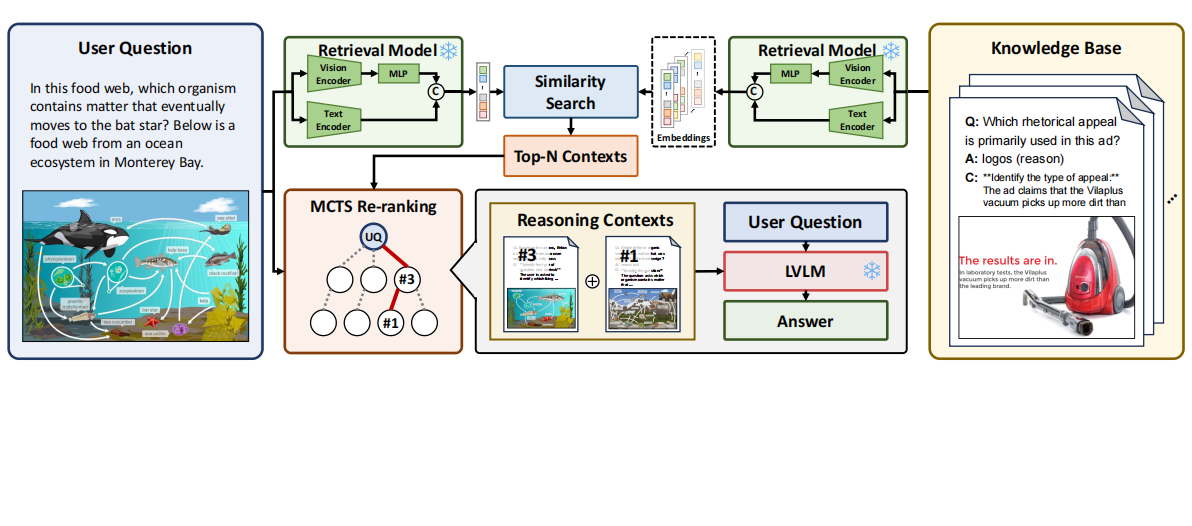 User Question
In this food web, which organism
contains matter that eventually
moves to the bat star? Below is a
food web from an ocean
ecosystem in Monterey Bay.
orca
sea otter
phytoplankton
kelp bass
black rockfish
zooplankton
plainfin midshipman
kelp
bat star
sea cucumber
sea urchin
Retrieval Model
Vision
Encoder
MLP
Text
Encoder
C
Similarity
Search
Top-N Contexts
Embeddings
Retrieval Model
MLP
Vision
Encoder
C
Text
Encoder
MCTS Re-ranking
UQ
#3
#1
Reasoning Contexts
#3
#1
User Question
LVLM
Answer
Knowledge Base
Q: Which rhetorical appeal
is primarily used in this ad?
A: logos (reason)
C: **Identify the type of appeal:**
The ad claims that the Vilaplus
vacuum picks up more dirt than
The results are in.
In laboratory tests, the Vilaplus
vacuum picks up more dirt than
the leading brand.
...